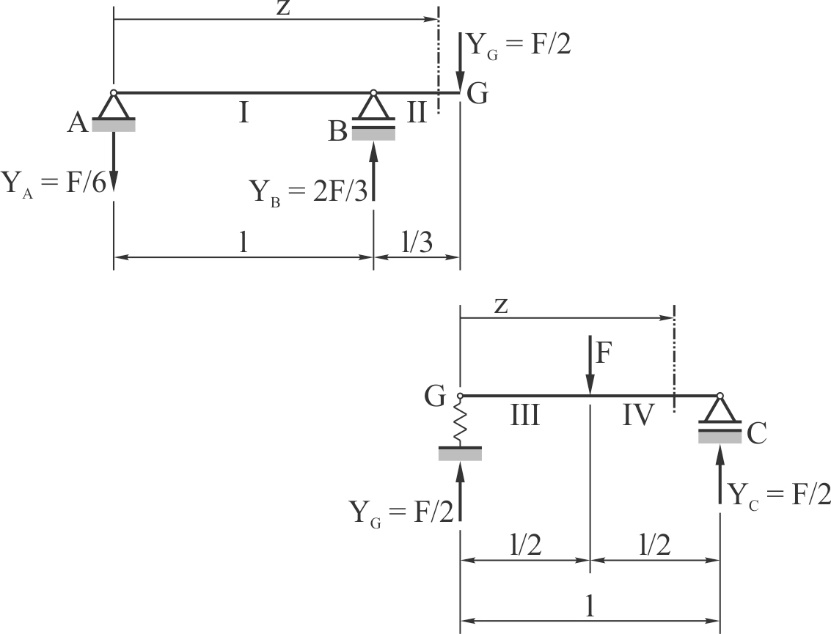 z
Y_G = F/2
A
I
B
II
G
Y_A = F/6
Y_B = 2F/3
l
l/3
z
F
G
III
IV
C
Y_G = F/2
Y_C = F/2
l/2
l/2
l